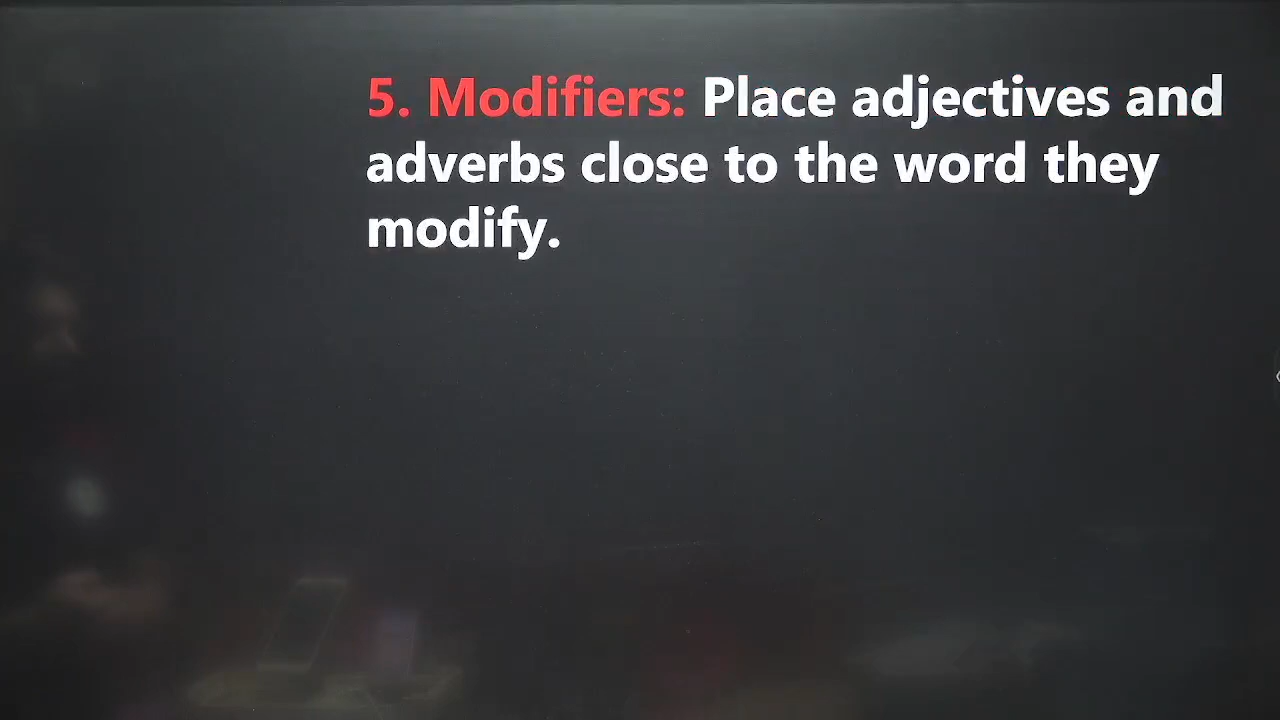 5. Modifiers: Place adjectives and
adverbs close to the word they
modify.